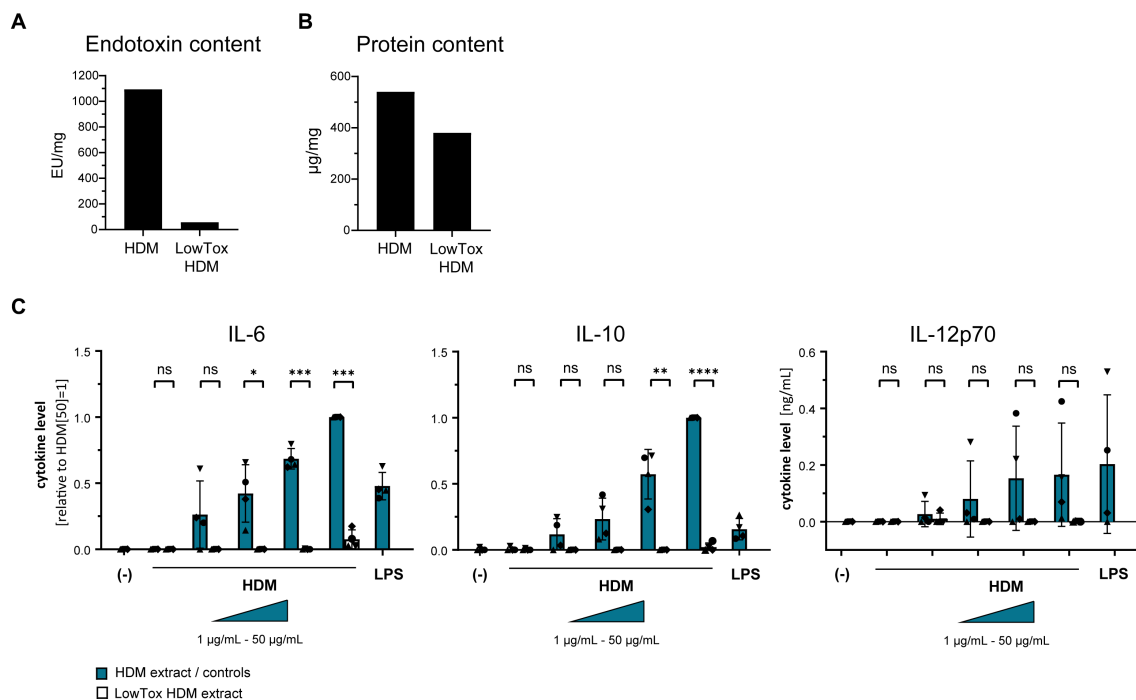 A
Endotoxin content
1200
1000
800
600
400
200
0
EU/mg
HDM
LowTox
HDM
B
Protein content
600
400
200
0
µg/mg
HDM
LowTox
HDM
C
IL-6
1.5
1.0
0.5
0.0
cytokine level
[relative to HDM[50]=1]
ns
ns
*
***
***
(-)
HDM
LPS
1 µg/mL - 50 µg/mL
IL-10
1.5
1.0
0.5
0.0
ns
ns
ns
**
****
(-)
HDM
LPS
1 µg/mL - 50 µg/mL
IL-12p70
0.6
0.4
0.2
0.0
cytokine level [ng/mL]
ns
ns
ns
ns
ns
(-)
HDM
LPS
1 µg/mL - 50 µg/mL
HDM extract / controls
LowTox HDM extract